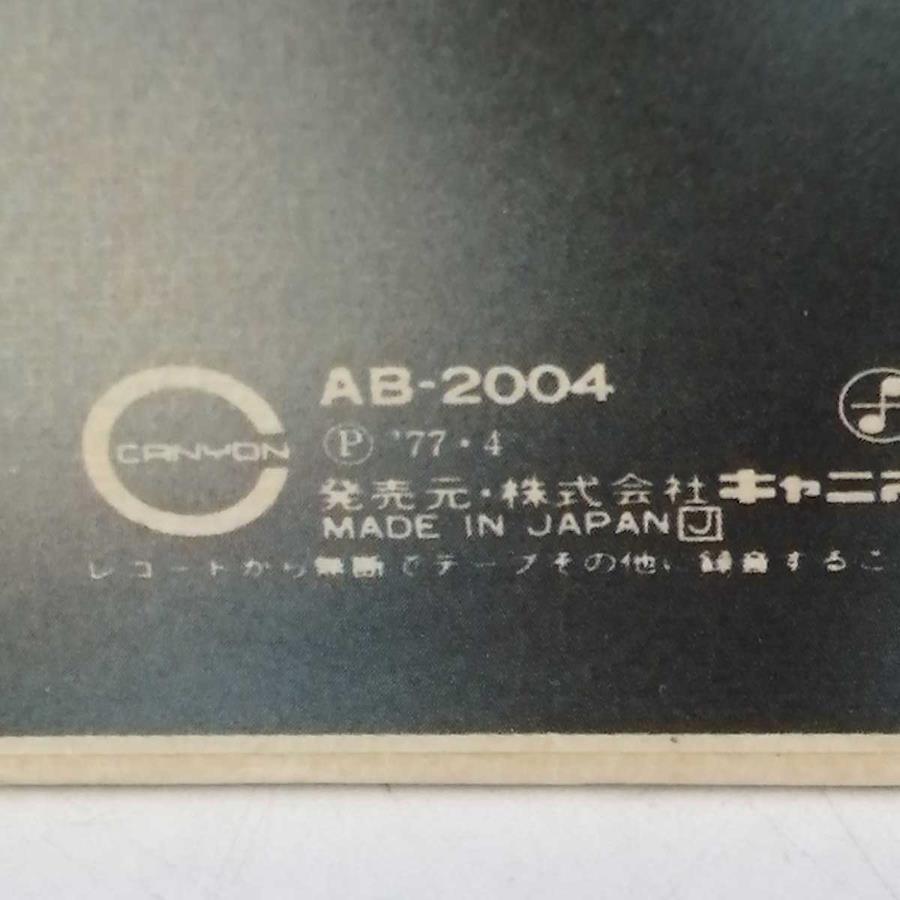 CANYON
AB-2004
Ⓟ '77・4
発売元・株式会社キャニオ
MADE IN JAPAN J
レコードから無断でテープその他に録音するこ